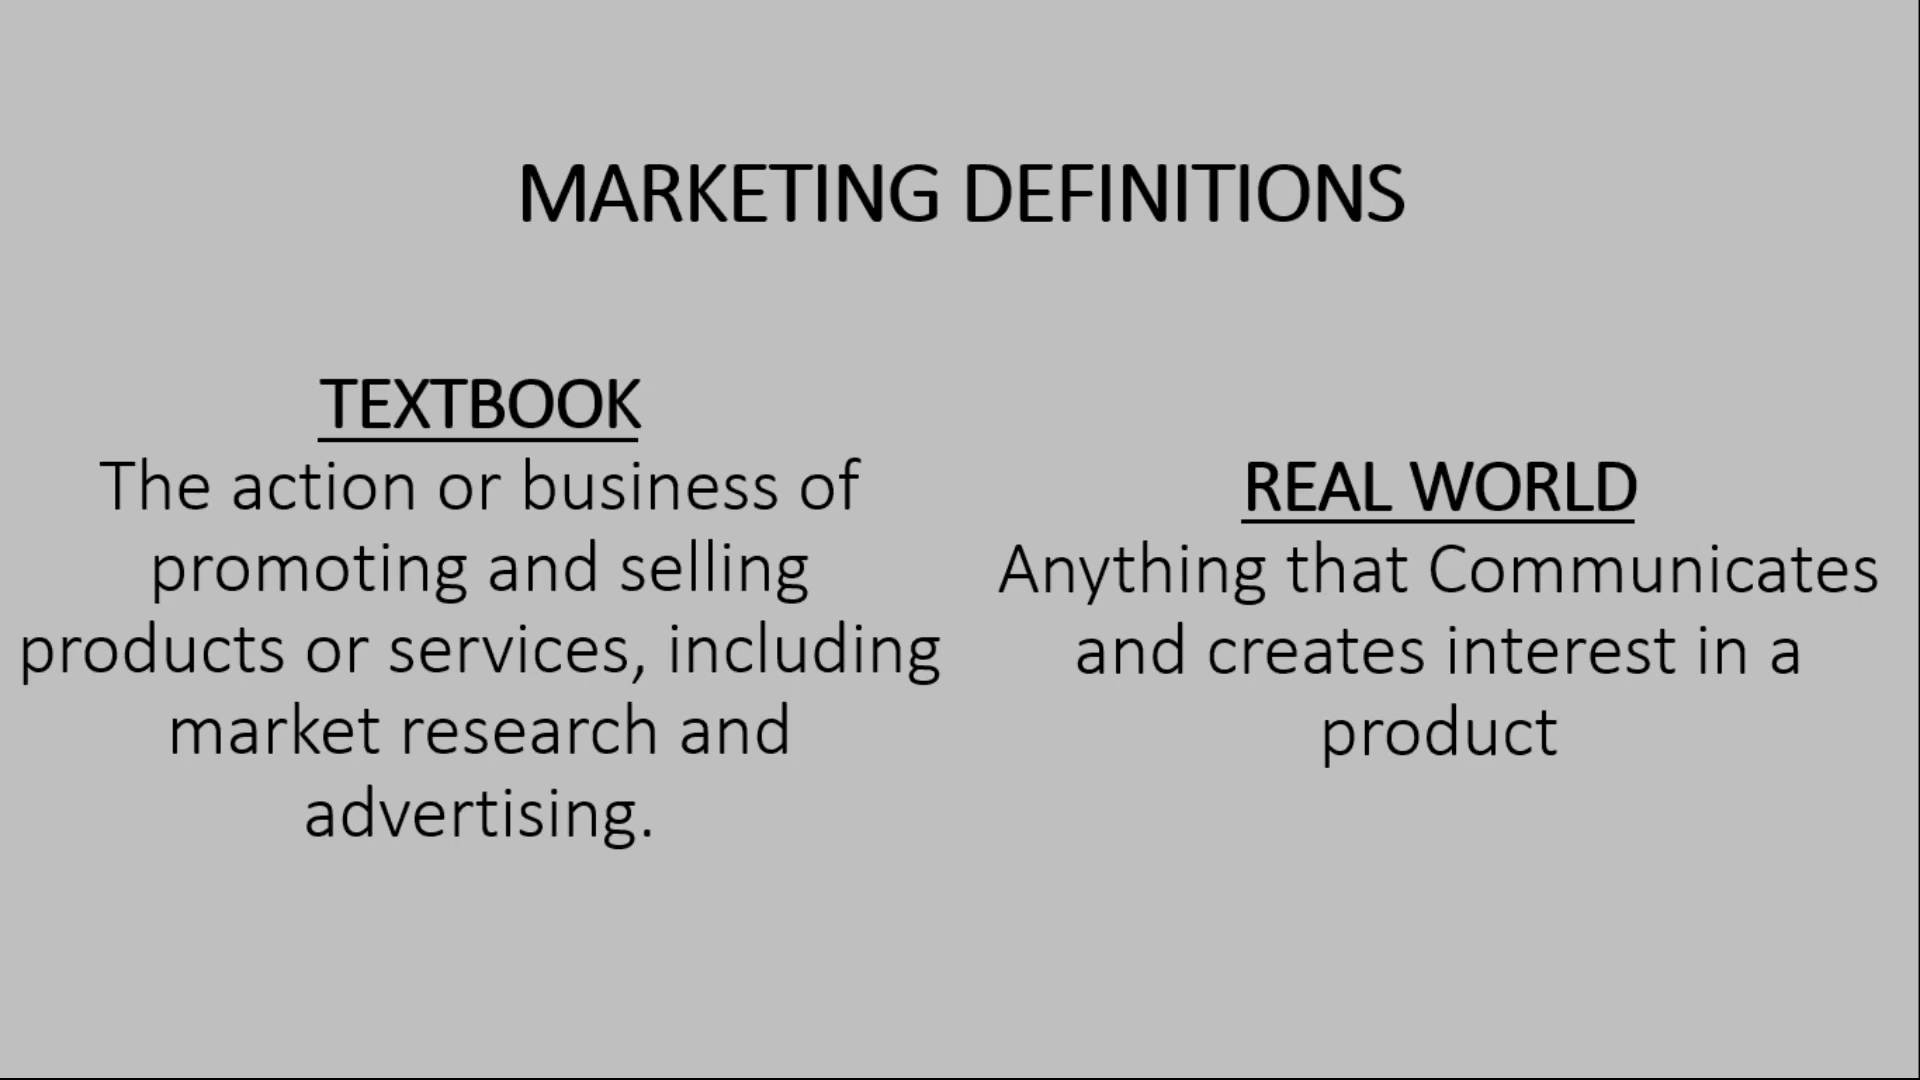 MARKETING DEFINITIONS
TEXTBOOK
The action or business of
promoting and selling
products or services, including
market research and
advertising.
REAL WORLD
Anything that Communicates
and creates interest in a
product